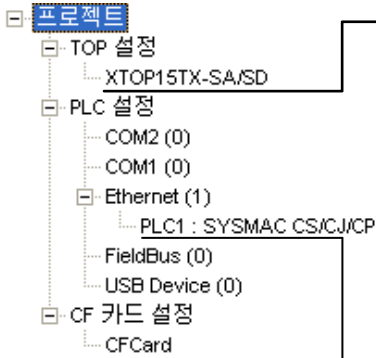 프로젝트
TOP 설정
XTOP15TX-SA/SD
PLC 설정
COM2 (0)
COM1 (0)
Ethernet (1)
PLC1 : SYSMAC CS/CJ/CP
FieldBus (0)
USB Device (0)
CF 카드 설정
CFCard